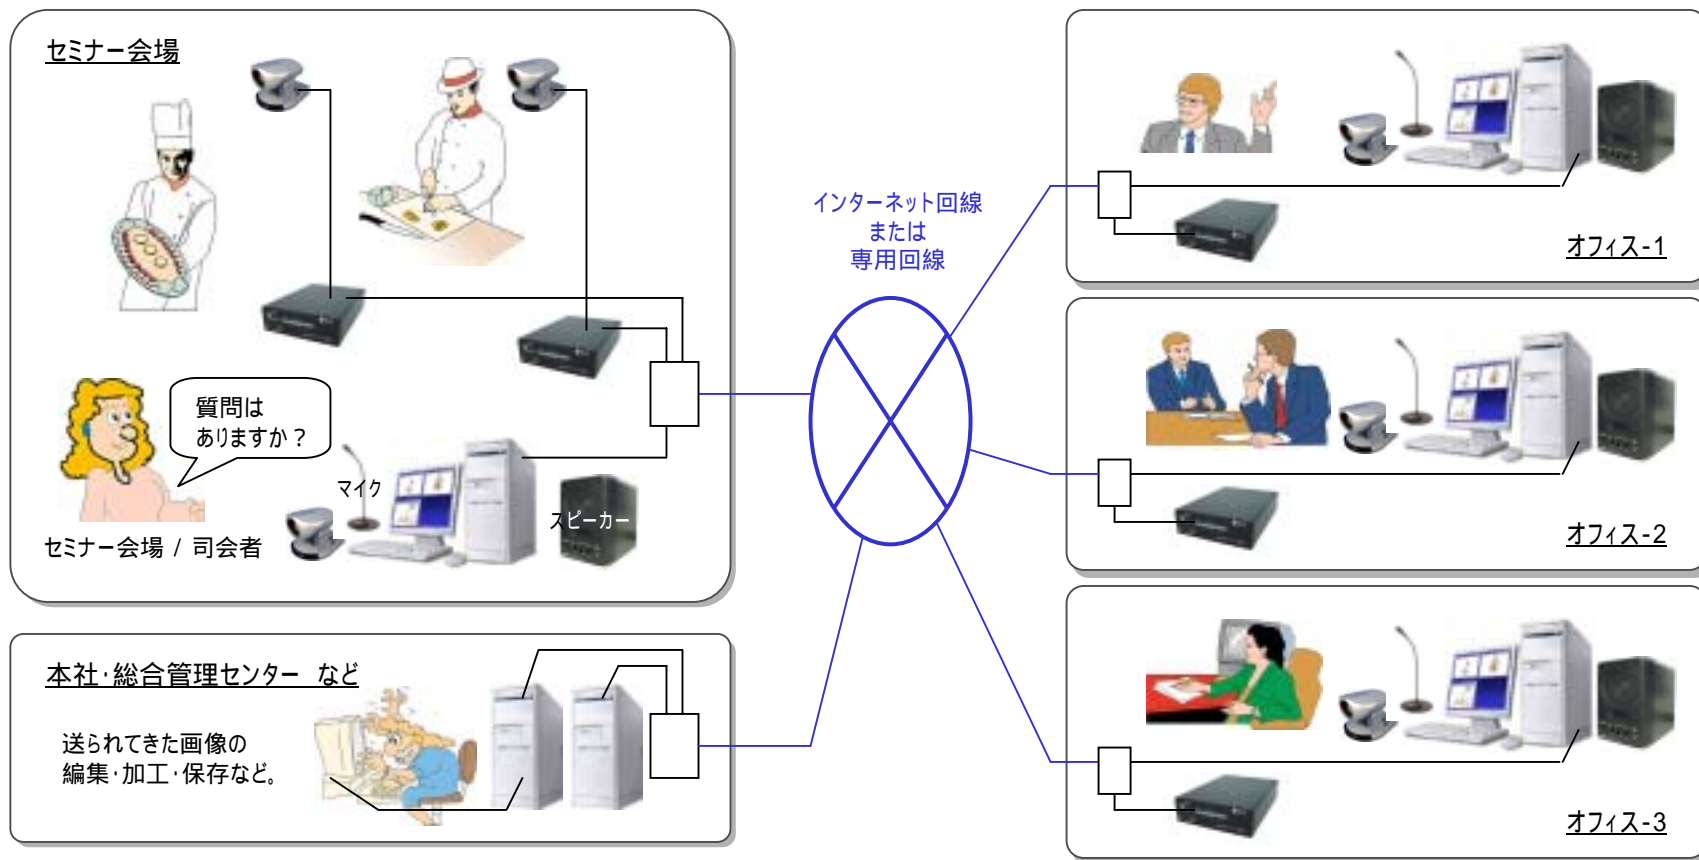 セミナー会場
質問は
ありますか？
マイク
スピーカー
セミナー会場 / 司会者
本社・総合管理センター など
送られてきた画像の
編集・加工・保存など。
インターネット回線
または
専用回線
オフィス-1
オフィス-2
オフィス-3